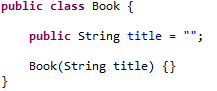 public class Book {
public String title = "";
Book(String title) {}
}